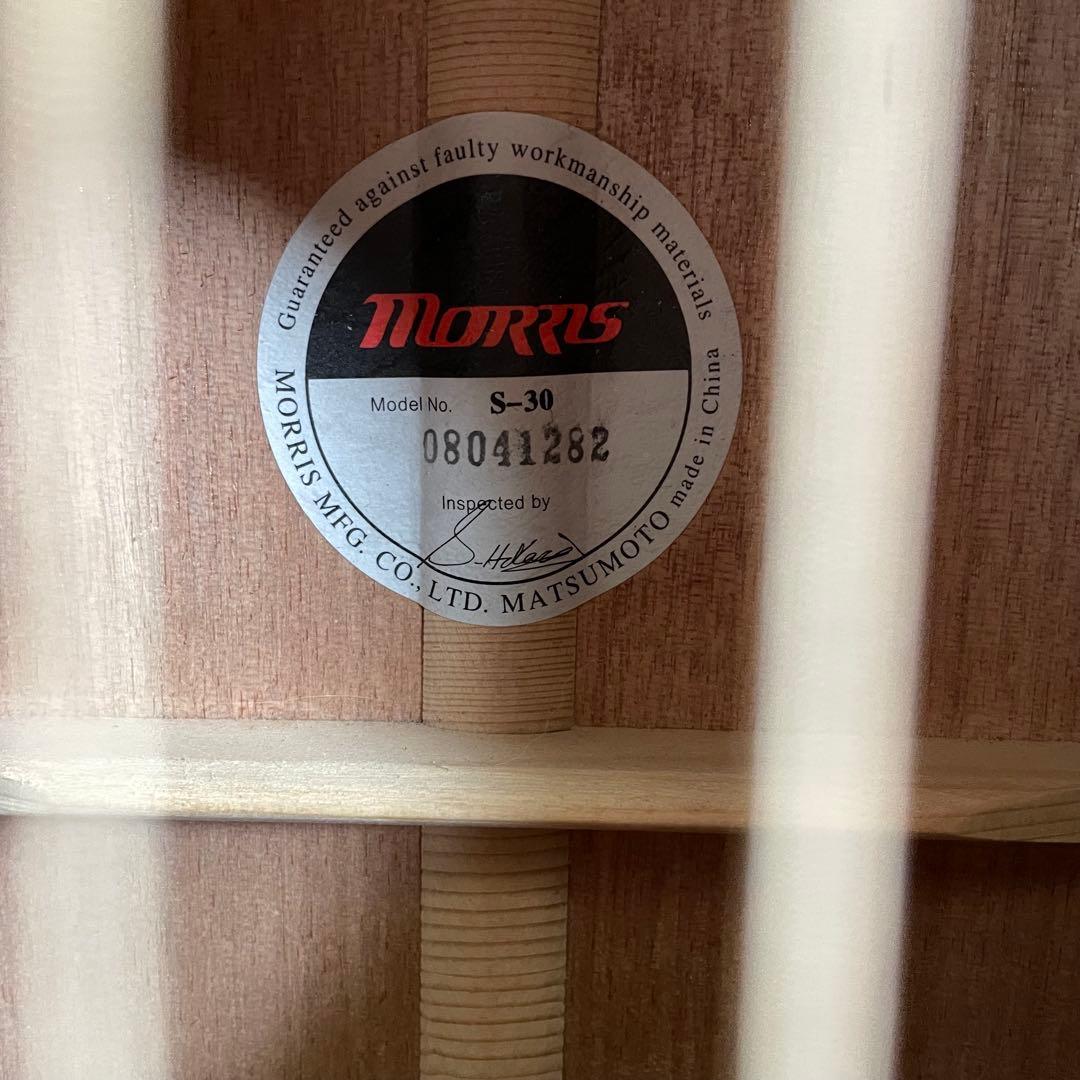 Guaranteed against faulty workmanship materials
MORRIS
Model No. S-30
08041282
Inspected by
MORRIS MFG. CO., LTD. MATSUMOTO made in China